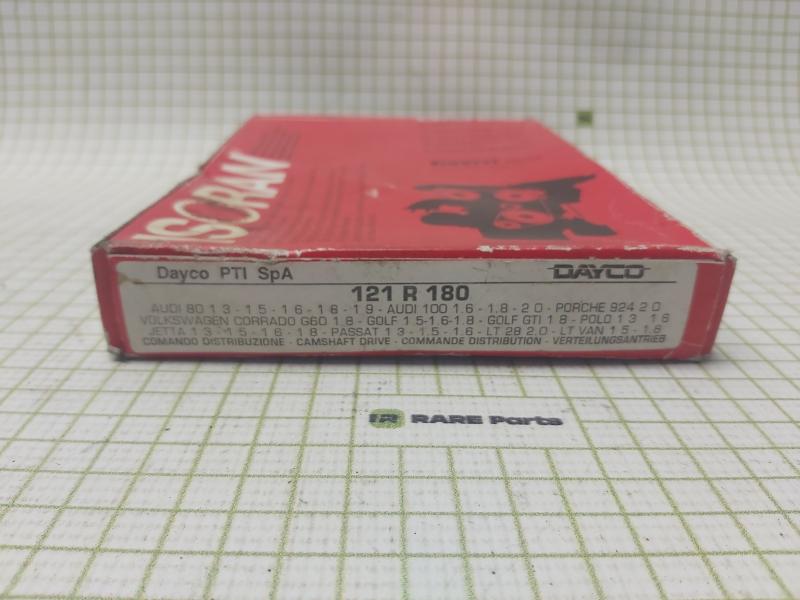 ISORAN
Dayco PTI SpA
DAYCO
121 R 180
AUDI 80 1 3 - 1 5 - 1 6 - 1 8 - 1 9 - AUDI 100 1.6 - 1.8 - 2 0 - PORCHE 924 2 0
VOLKSWAGEN CORRADO G60 1 8 - GOLF 1 5-1.6-1.8 - GOLF GTI 1 8 - POLO 1 3 1 6
JETTA 1 3 - 1 5 - 1 6 - 1 8 - PASSAT 1 3 - 1.5 - 1.8 - LT 28 2.0 - LT VAN 1 5 - 1.8
COMANDO DISTRIBUZIONE - CAMSHAFT DRIVE - COMMANDE DISTRIBUTION - VERTEILUNGSANTRIEB
RARE Parts